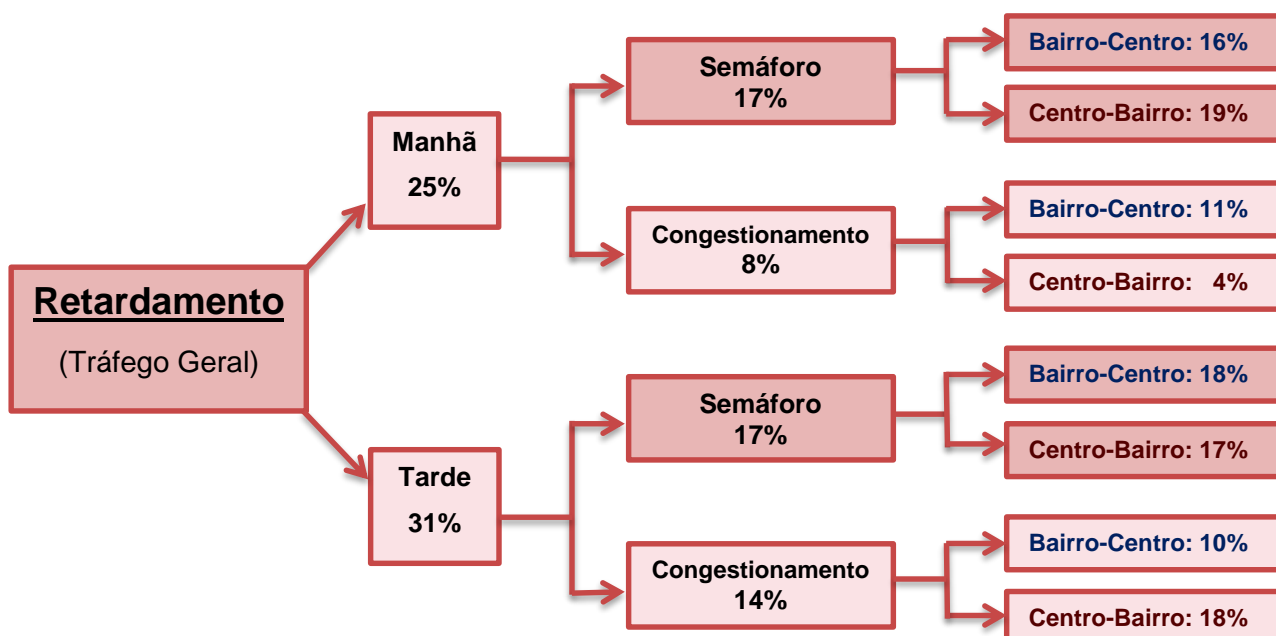 Retardamento
(Tráfego Geral)
Manhã
25%
Semáforo
17%
Bairro-Centro: 16%
Centro-Bairro: 19%
Congestionamento
8%
Bairro-Centro: 11%
Centro-Bairro: 4%
Tarde
31%
Semáforo
17%
Bairro-Centro: 18%
Centro-Bairro: 17%
Congestionamento
14%
Bairro-Centro: 10%
Centro-Bairro: 18%